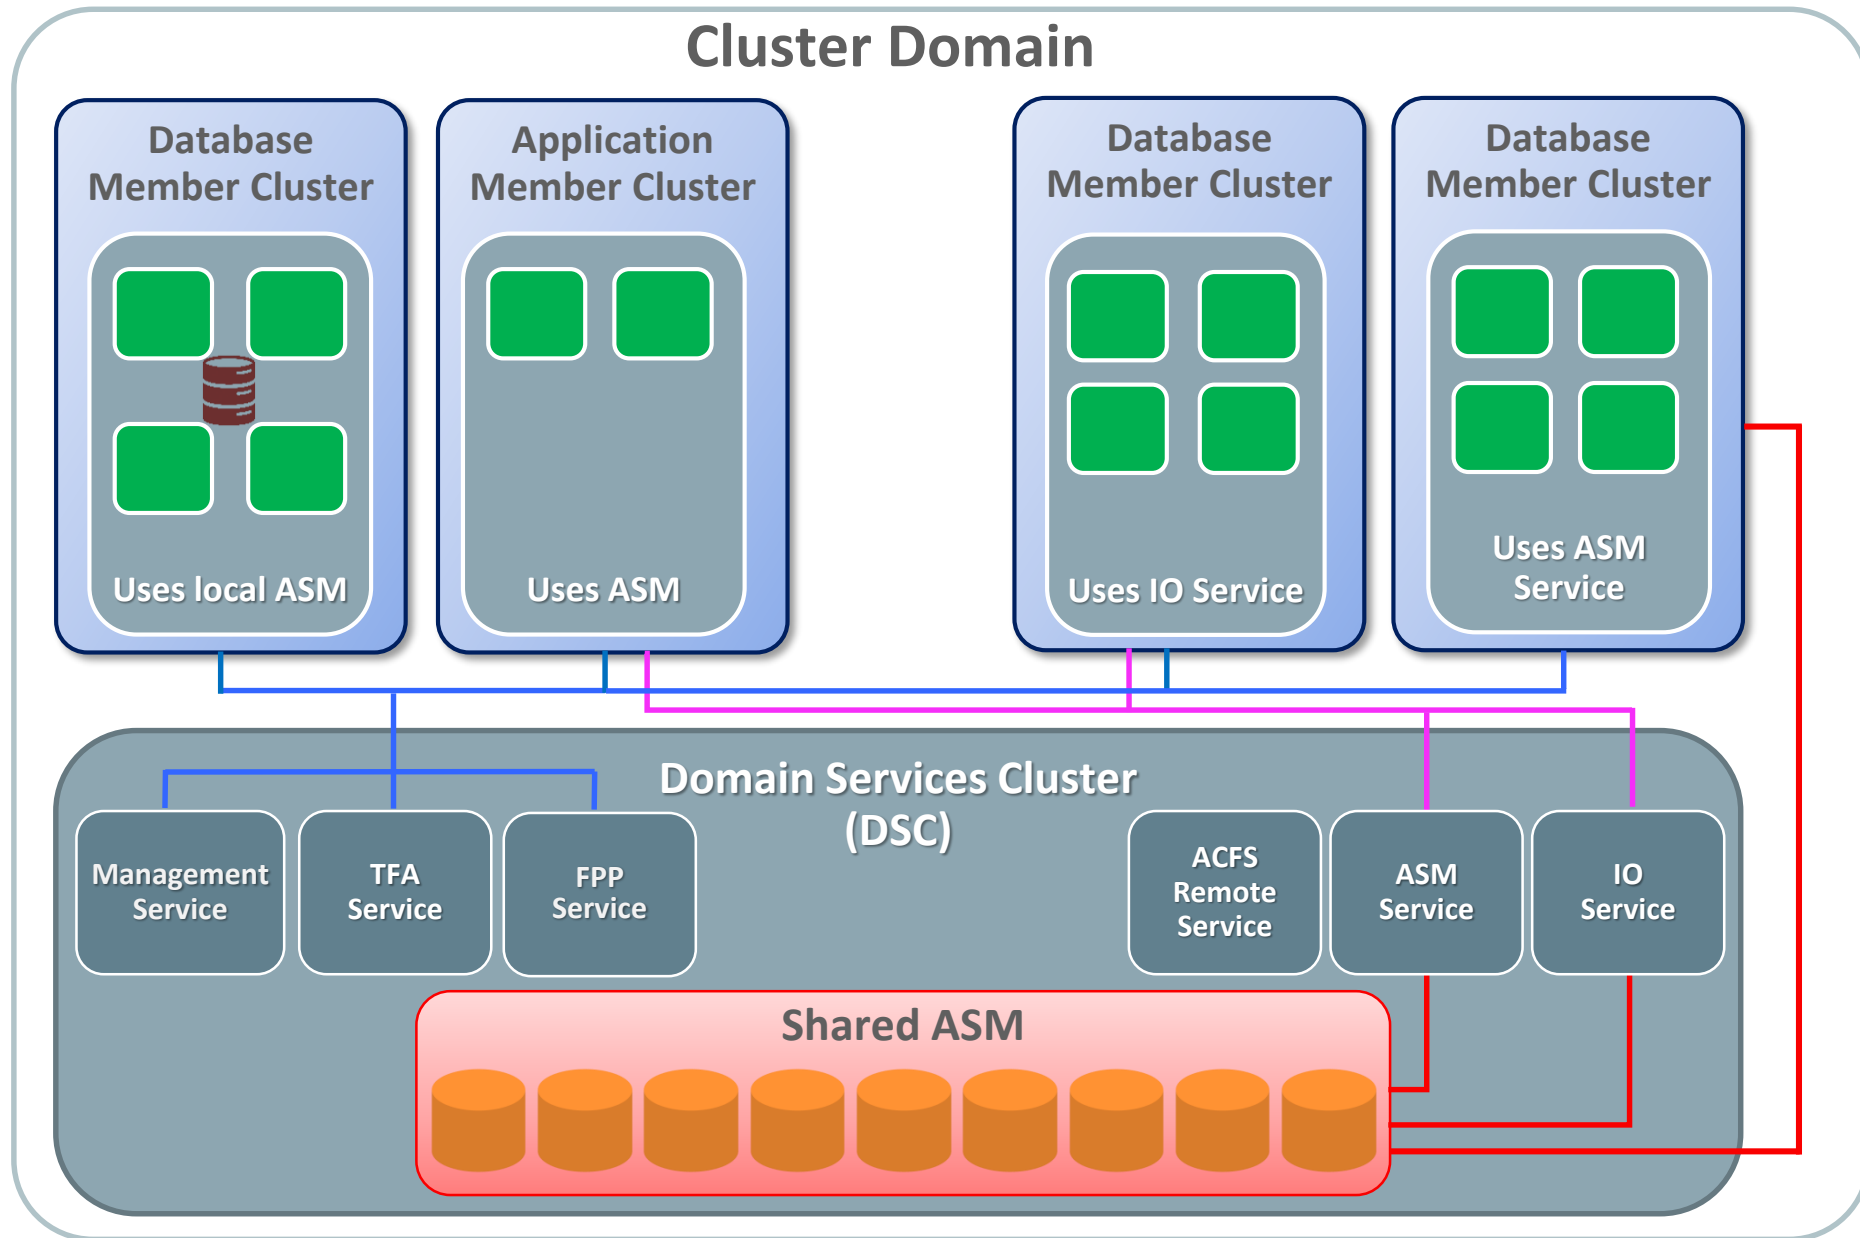 Cluster Domain
Database
Member Cluster
Uses local ASM
Application
Member Cluster
Uses ASM
Database
Member Cluster
Uses IO Service
Database
Member Cluster
Uses ASM
Service
Domain Services Cluster
(DSC)
Management
Service
TFA
Service
FPP
Service
ACFS
Remote
Service
ASM
Service
IO
Service
Shared ASM